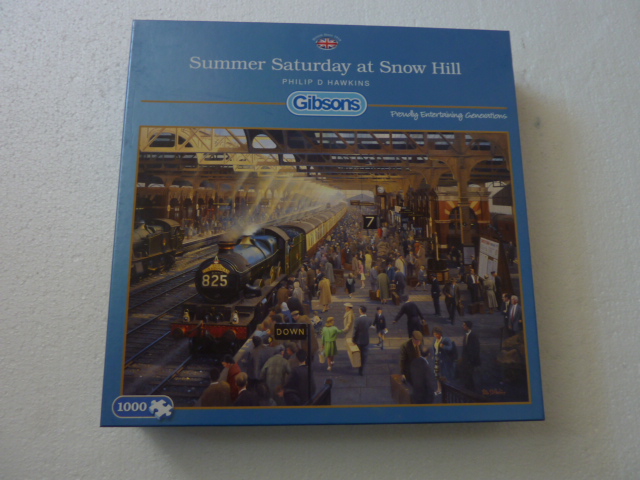 Summer Saturday at Snow Hill
PHILIP D HAWKINS
Gibsons
Proudly Entertaining Generations
7
825
DOWN
1000